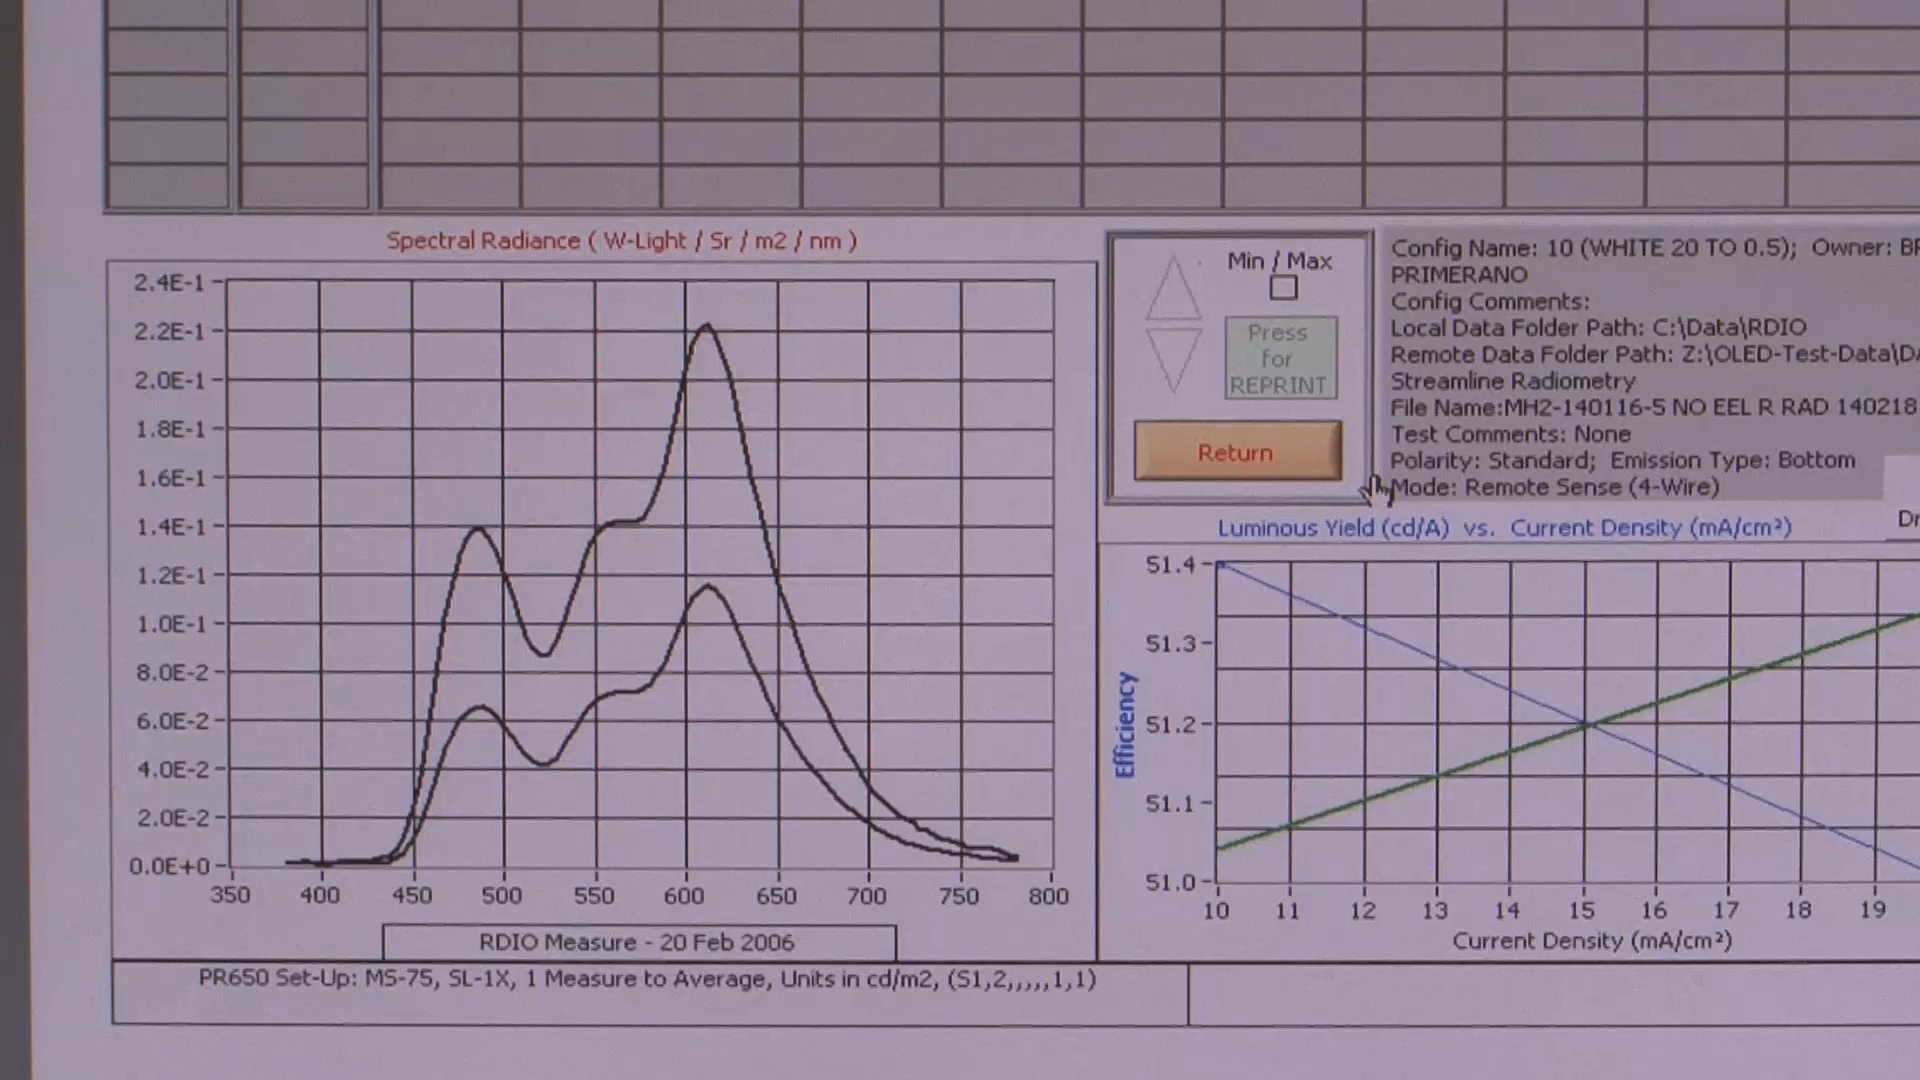 Spectral Radiance ( W-Light / Sr / m2 / nm )
2.4E-1
2.2E-1
2.0E-1
1.8E-1
1.6E-1
1.4E-1
1.2E-1
1.0E-1
8.0E-2
6.0E-2
4.0E-2
2.0E-2
0.0E+0
350 400 450 500 550 600 650 700 750 800
RDIO Measure - 20 Feb 2006
PR650 Set-Up: MS-75, SL-1X, 1 Measure to Average, Units in cd/m2, (S1,2,,,,,1,1)
Min / Max
Press
for
REPRINT
Return
Config Name: 10 (WHITE 20 TO 0.5); Owner:
PRIMERANO
Config Comments:
Local Data Folder Path: C:\Data\RDIO
Remote Data Folder Path: Z:\OLED-Test-Data\
Streamline Radiometry
File Name:MH2-140116-5 NO EEL R RAD 140218
Test Comments: None
Polarity: Standard; Emission Type: Bottom
Mode: Remote Sense (4-Wire)
Luminous Yield (cd/A) vs. Current Density (mA/cm²)
Efficiency
51.4
51.3
51.2
51.1
51.0
10 11 12 13 14 15 16 17 18 19
Current Density (mA/cm²)